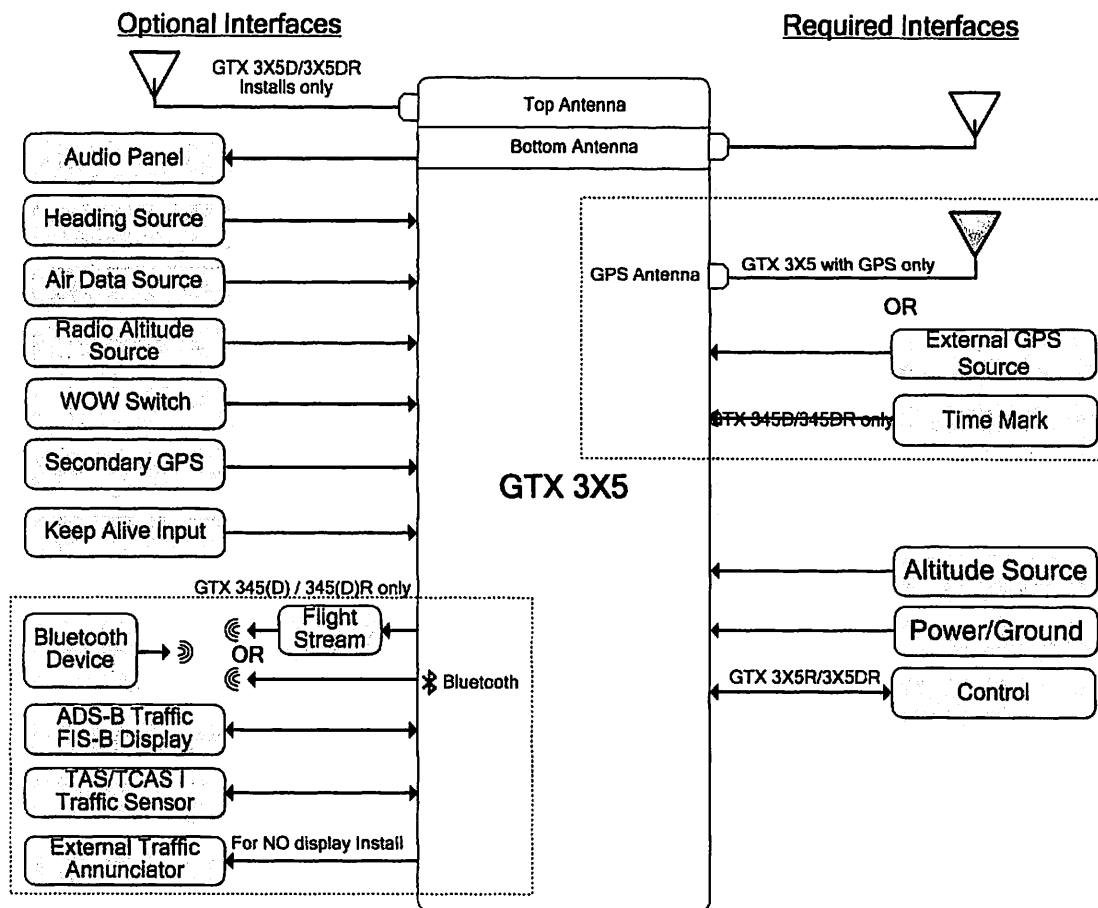 Optional Interfaces
Required Interfaces
GTX 3X5D/3X5DR
Installs only
Top Antenna
Bottom Antenna
Audio Panel
Heading Source
Air Data Source
Radio Altitude
Source
WOW Switch
Secondary GPS
Keep Alive Input
GPS Antenna
GTX 3X5 with GPS only
OR
External GPS
Source
GTX 345D/345DR only
Time Mark
GTX 3X5
Altitude Source
Power/Ground
GTX 3X5R/3X5DR
Control
GTX 345(D) / 345(D)R only
Bluetooth
Device
Flight
Stream
OR
Bluetooth
ADS-B Traffic
FIS-B Display
TAS/TCAS I
Traffic Sensor
External Traffic
Annunciator
For NO display Install